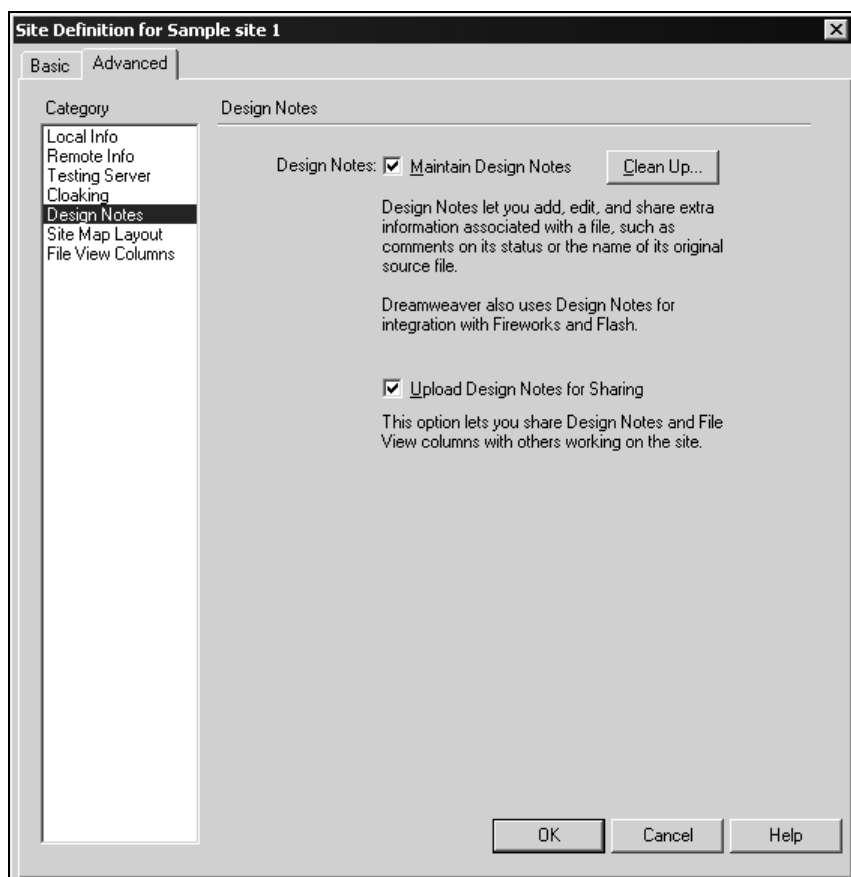 Site Definition for Sample site 1
Basic
Advanced
Category
Local Info
Remote Info
Testing Server
Cloaking
Design Notes
Site Map Layout
File View Columns
Design Notes
Design Notes: Maintain Design Notes Clean Up...
Design Notes let you add, edit, and share extra
information associated with a file, such as
comments on its status or the name of its original
source file.
Dreamweaver also uses Design Notes for
integration with Fireworks and Flash.
Upload Design Notes for Sharing
This option lets you share Design Notes and File
View columns with others working on the site.
OK Cancel Help